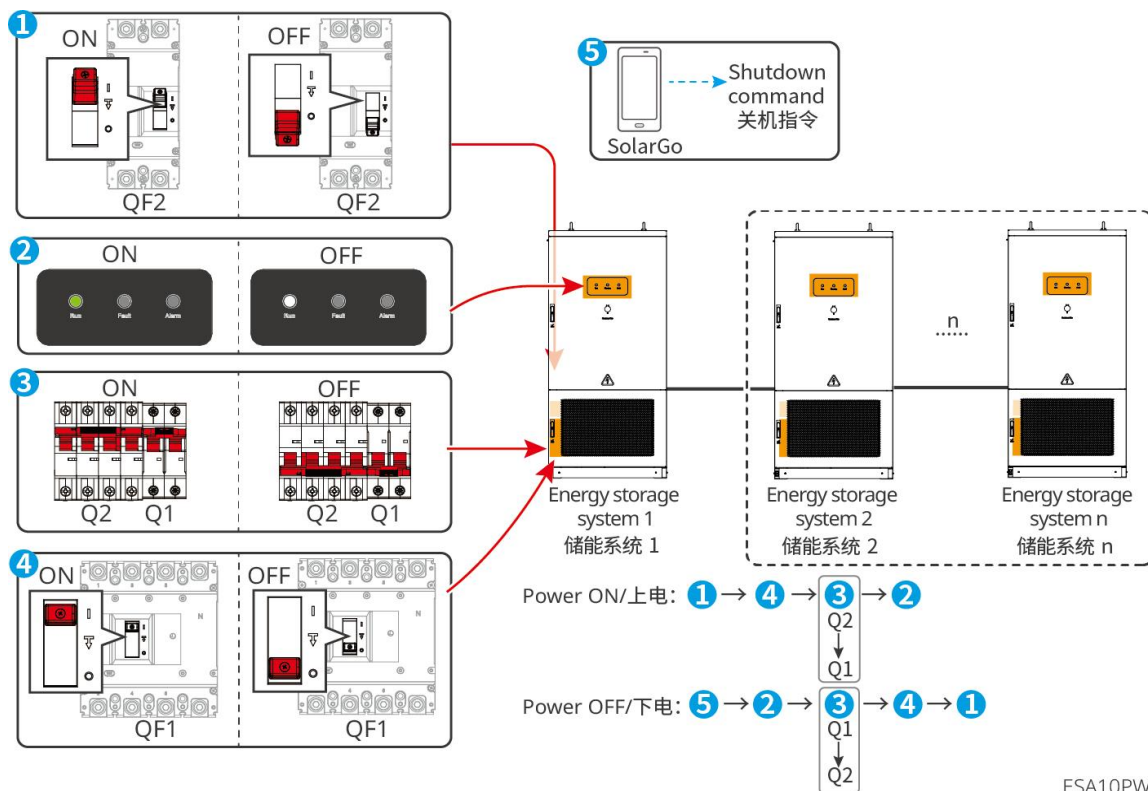 1
ON
OFF
QF2
QF2
2
ON
OFF
Run
Fault
Alarm
Run
Fault
Alarm
3
ON
OFF
Q2
Q1
Q2
Q1
4
ON
OFF
N
QF1
QF1
5
SolarGo
Shutdown
command
关机指令
......
n
Energy storage
system 1
储能系统 1
Energy storage
system 2
储能系统 2
Energy storage
system n
储能系统 n
Power ON/上电: 1 → 4 → 3 → 2
Q2
↓
Q1
Power OFF/下电: 5 → 2 → 3 → 4 → 1
Q1
↓
Q2
ESA10PW